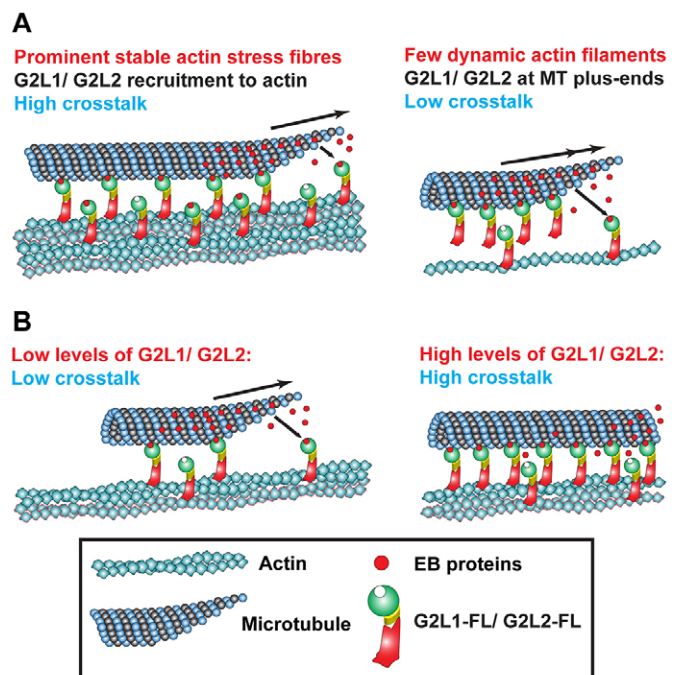 A
Prominent stable actin stress fibres
G2L1/ G2L2 recruitment to actin
High crosstalk
Few dynamic actin filaments
G2L1/ G2L2 at MT plus-ends
Low crosstalk
B
Low levels of G2L1/ G2L2:
Low crosstalk
High levels of G2L1/ G2L2:
High crosstalk
Actin
EB proteins
Microtubule
G2L1-FL/ G2L2-FL